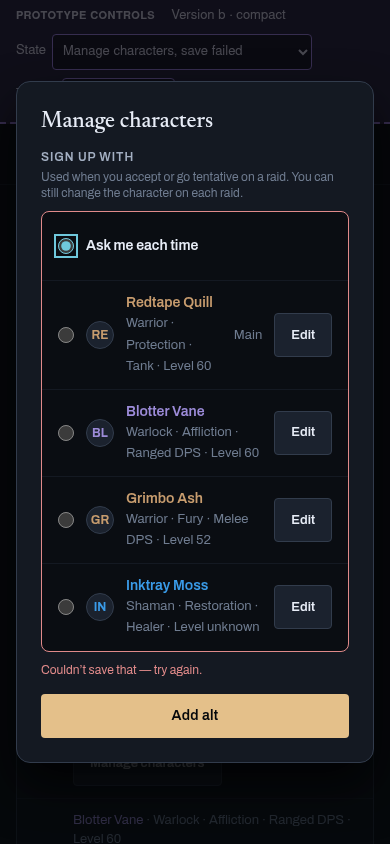 PROTOTYPE CONTROLS Version b · compact
State Manage characters, save failed
Manage characters
SIGN UP WITH
Used when you accept or go tentative on a raid. You can
still change the character on each raid.
Ask me each time
RE Redtape Quill
Warrior ·
Protection ·
Tank · Level 60
Main
Edit
BL Blotter Vane
Warlock · Affliction ·
Ranged DPS · Level 60
Edit
GR Grimbo Ash
Warrior · Fury · Melee
DPS · Level 52
Edit
IN Inktray Moss
Shaman · Restoration ·
Healer · Level unknown
Edit
Couldn’t save that — try again.
Add alt
Manage characters
Blotter Vane · Warlock · Affliction · Ranged DPS ·
Level 60